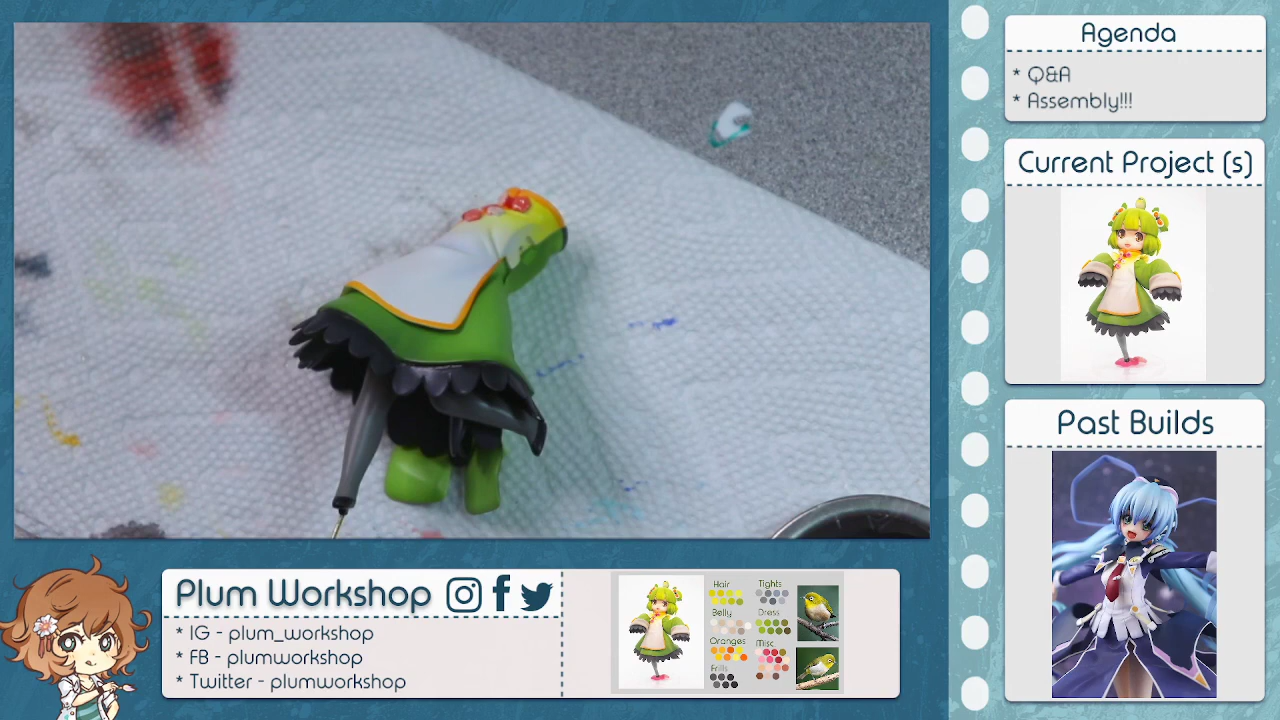 Agenda
* Q&A
* Assembly!!!
Current Project (s)
Past Builds
Plum Workshop
* IG - plum_workshop
* FB - plumworkshop
* Twitter - plumworkshop
Hair
Tights
Belly
Dress
Oranges
Misc
Frills